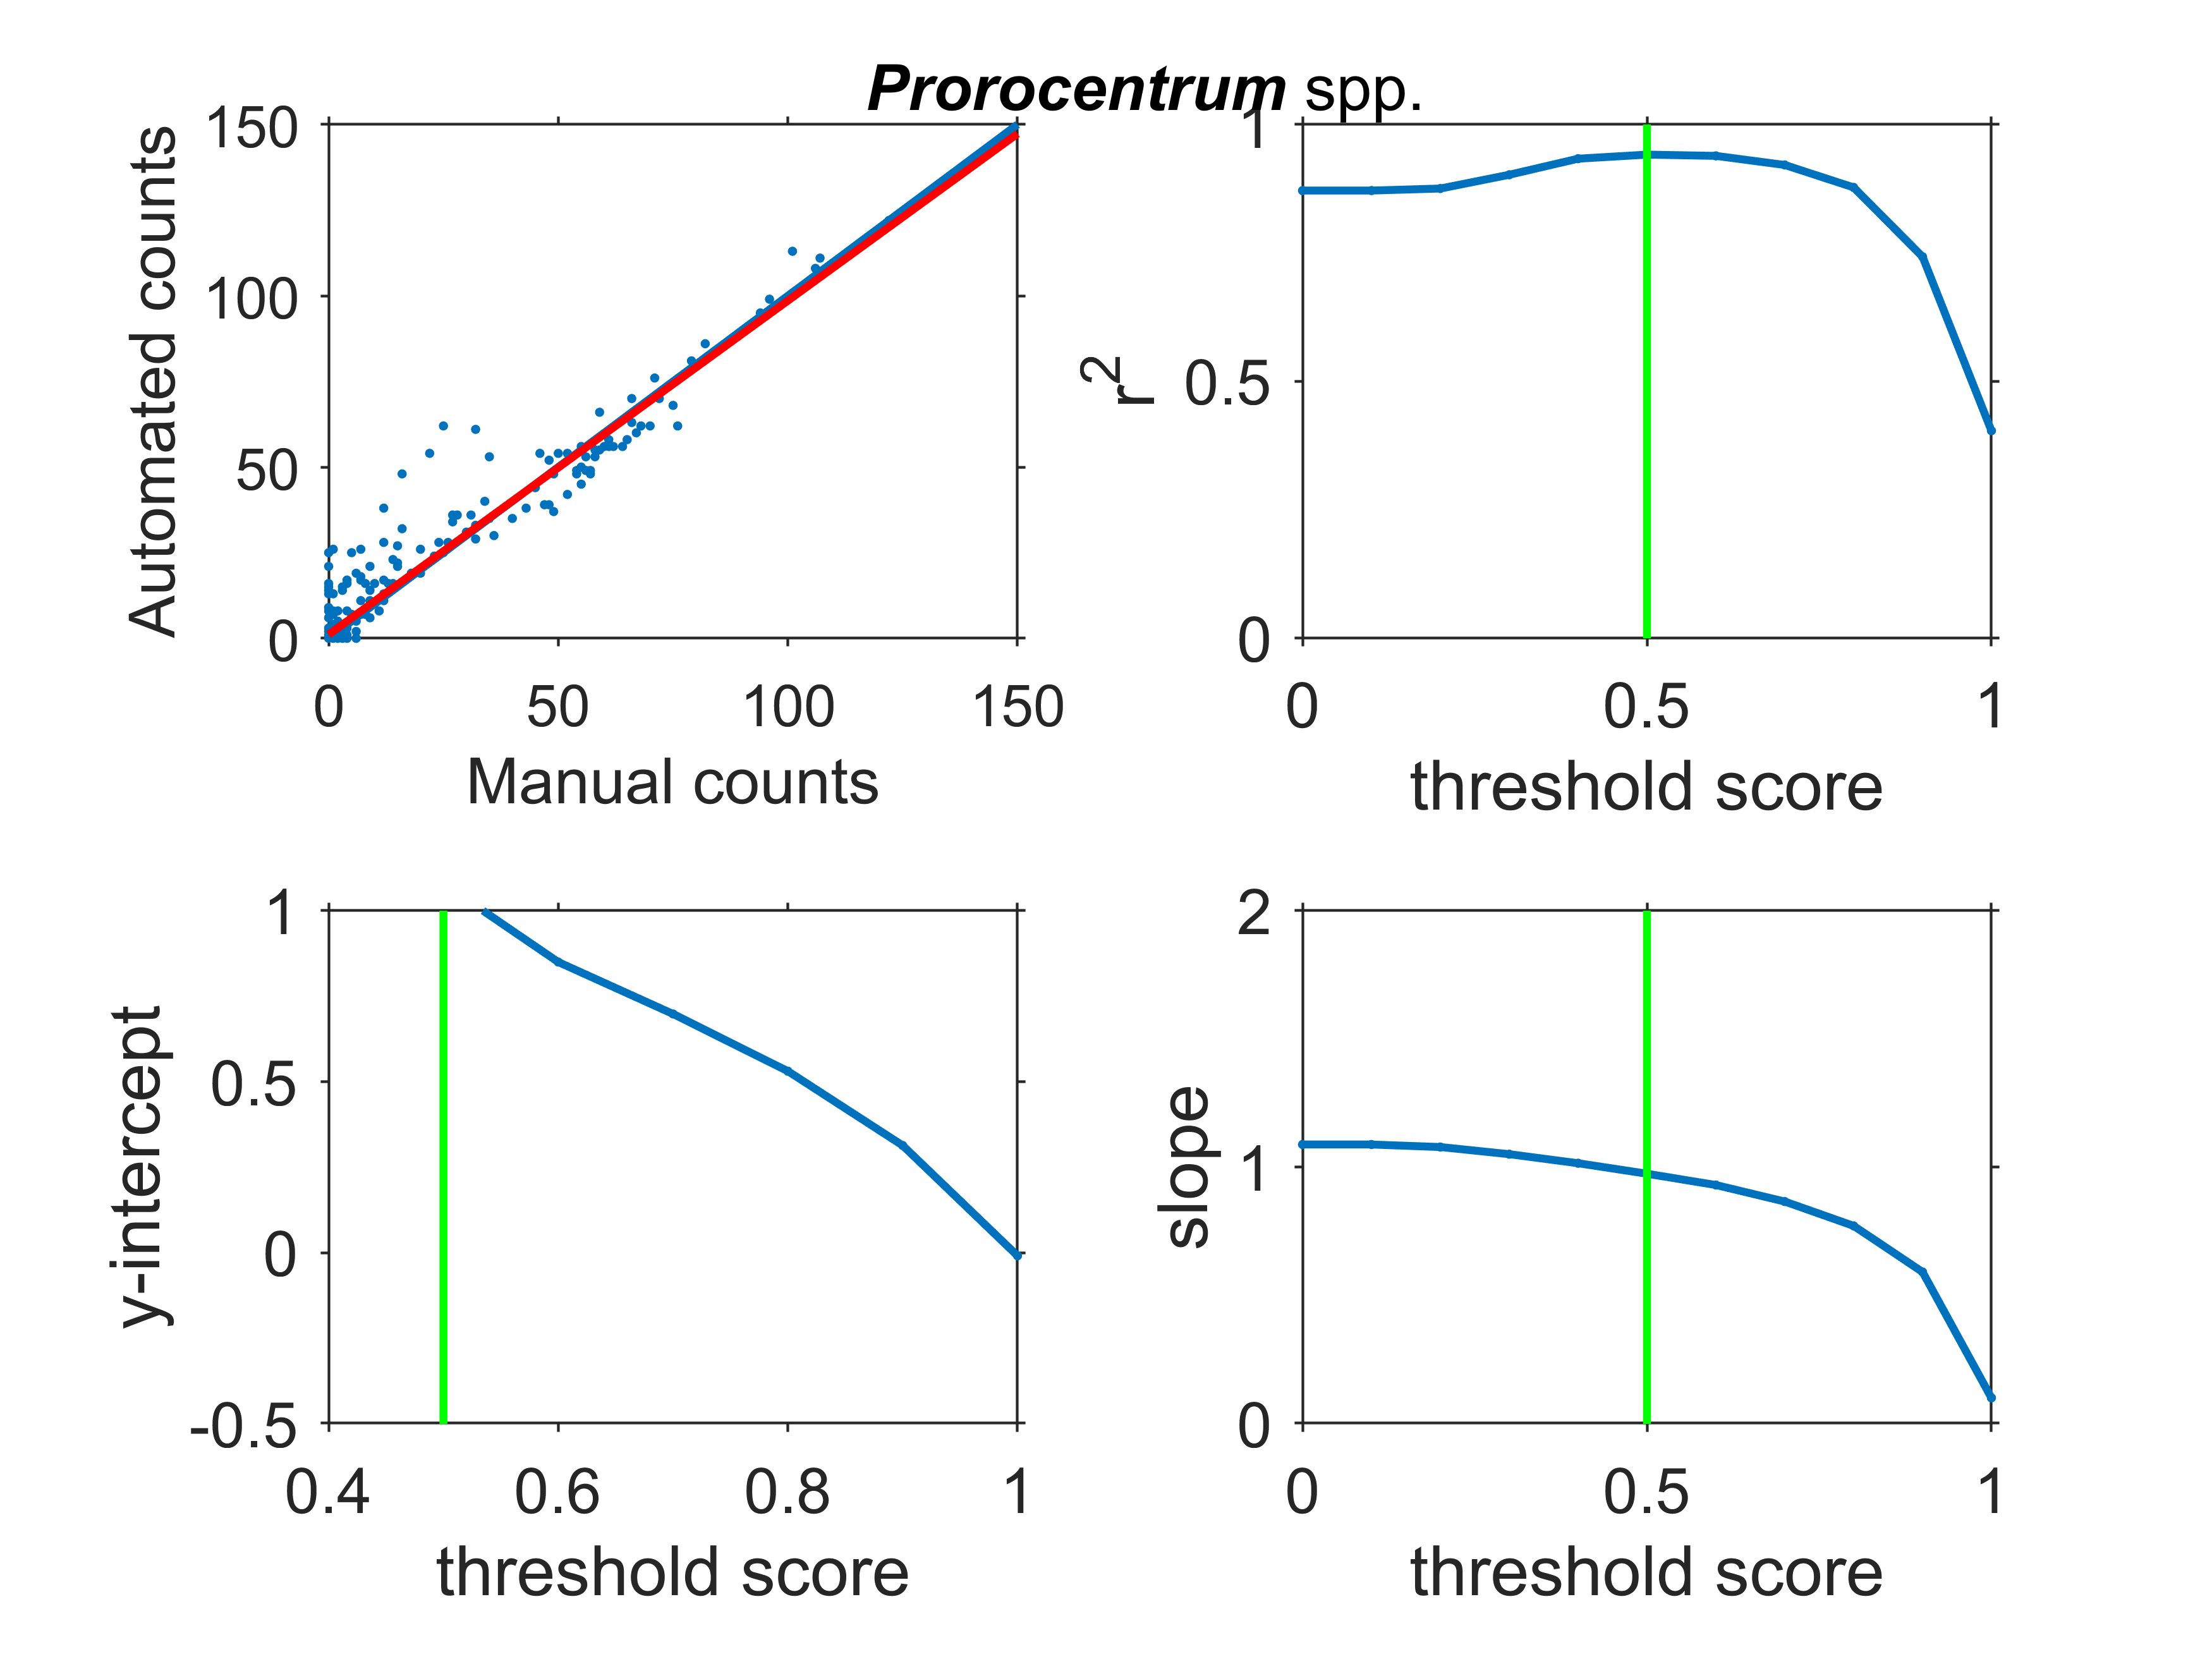 Prorocentrum spp.
150
100
50
0
Automated counts
0 50 100 150
Manual counts
1
0.5
0
r2
0 0.5 1
threshold score
1
0.5
0
-0.5
y-intercept
0.4 0.6 0.8 1
threshold score
2
1
0
slope
0 0.5 1
threshold score